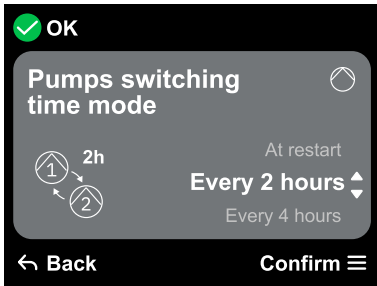 OK
Pumps switching
time mode
At restart
2h
1
Every 2 hours
2
Every 4 hours
Back
Confirm